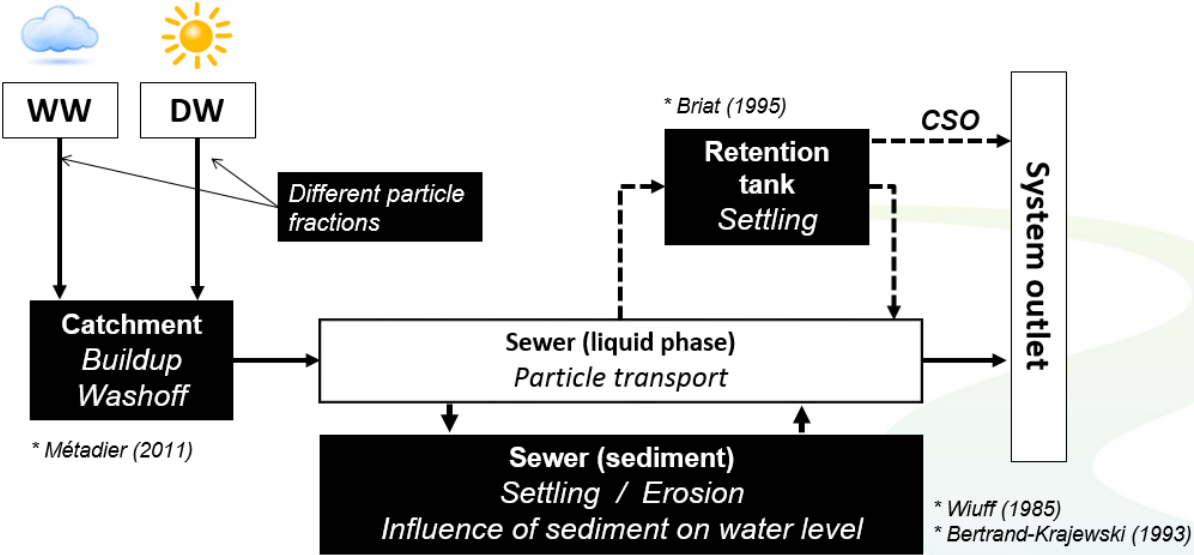 WW
DW
Different particle
fractions
Catchment
Buildup
Washoff
* Métadier (2011)
Sewer (liquid phase)
Particle transport
* Briat (1995)
Retention
tank
Settling
CSO
System outlet
Sewer (sediment)
Settling / Erosion
Influence of sediment on water level
* Wiuff (1985)
* Bertrand-Krajewski (1993)